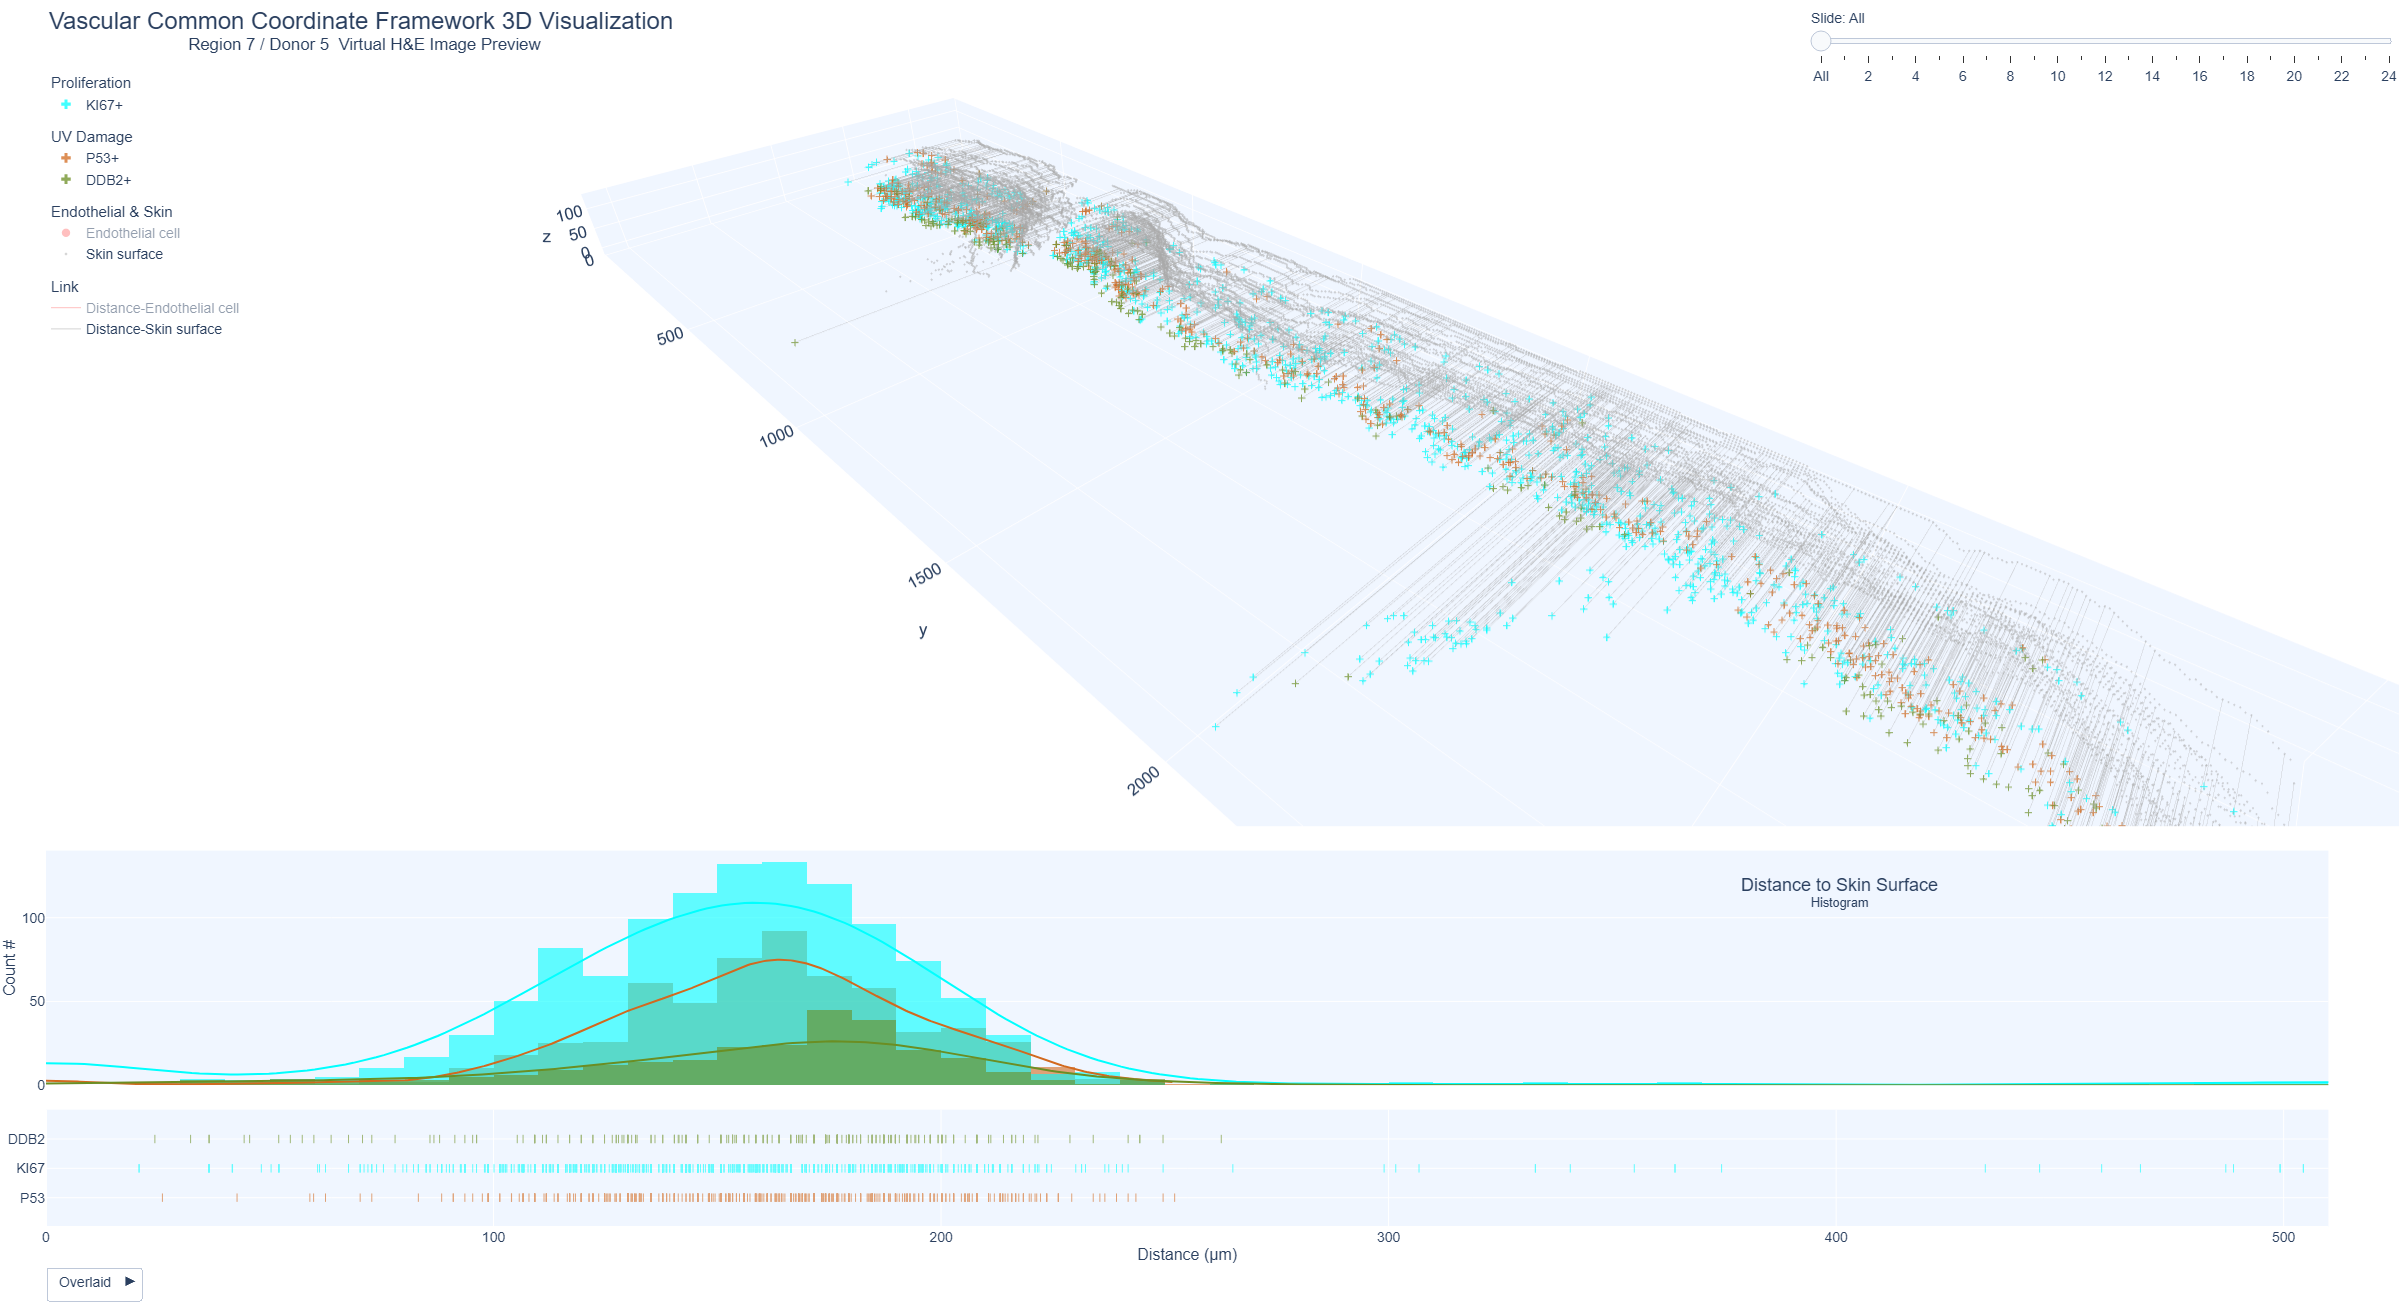 Vascular Common Coordinate Framework 3D Visualization
Region 7 / Donor 5  Virtual H&E Image Preview
Slide: All
All 2 4 6 8 10 12 14 16 18 20 22 24
Proliferation
KI67+
UV Damage
P53+
DDB2+
Endothelial & Skin
Endothelial cell
Skin surface
Link
Distance-Endothelial cell
Distance-Skin surface
100
z
50
0
0
500
1000
1500
y
2000
Distance to Skin Surface
Histogram
Count #
100
50
0
DDB2
KI67
P53
0 100 200 300 400 500
Distance (μm)
Overlaid ►